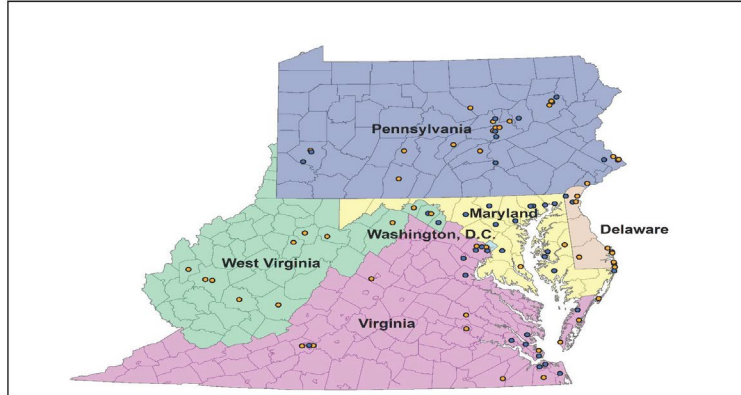 Pennsylvania
Maryland
Washington, D.C
Delaware
West Virginia
Virginia